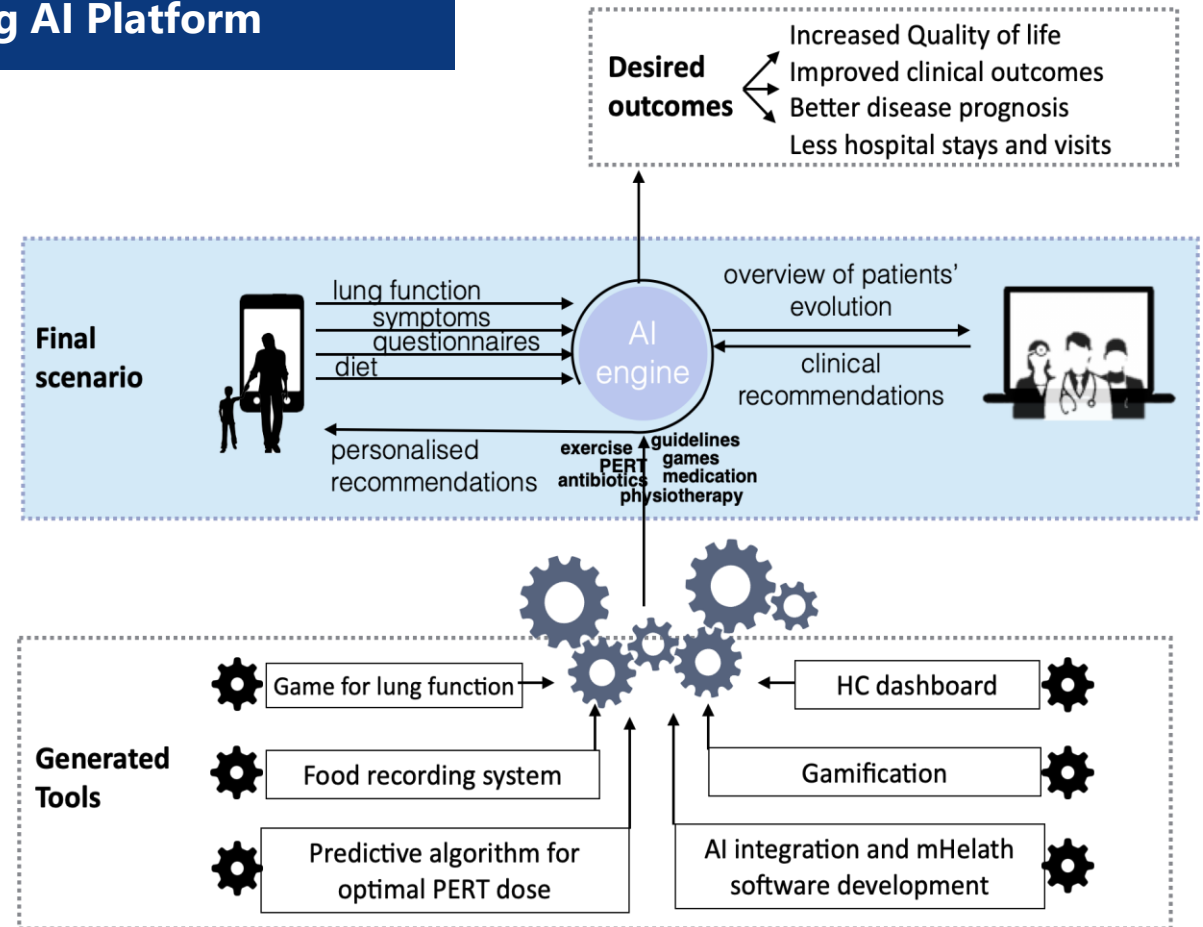 g AI Platform
Desired
outcomes
Increased Quality of life
Improved clinical outcomes
Better disease prognosis
Less hospital stays and visits
Final
scenario
lung function
symptoms
questionnaires
diet
AI
engine
overview of patients’
evolution
clinical
recommendations
personalised
recommendations
exercise
PERT
antibiotics
guidelines
games
medication
physiotherapy
Generated
Tools
Game for lung function
Food recording system
Predictive algorithm for
optimal PERT dose
HC dashboard
Gamification
AI integration and mHelath
software development